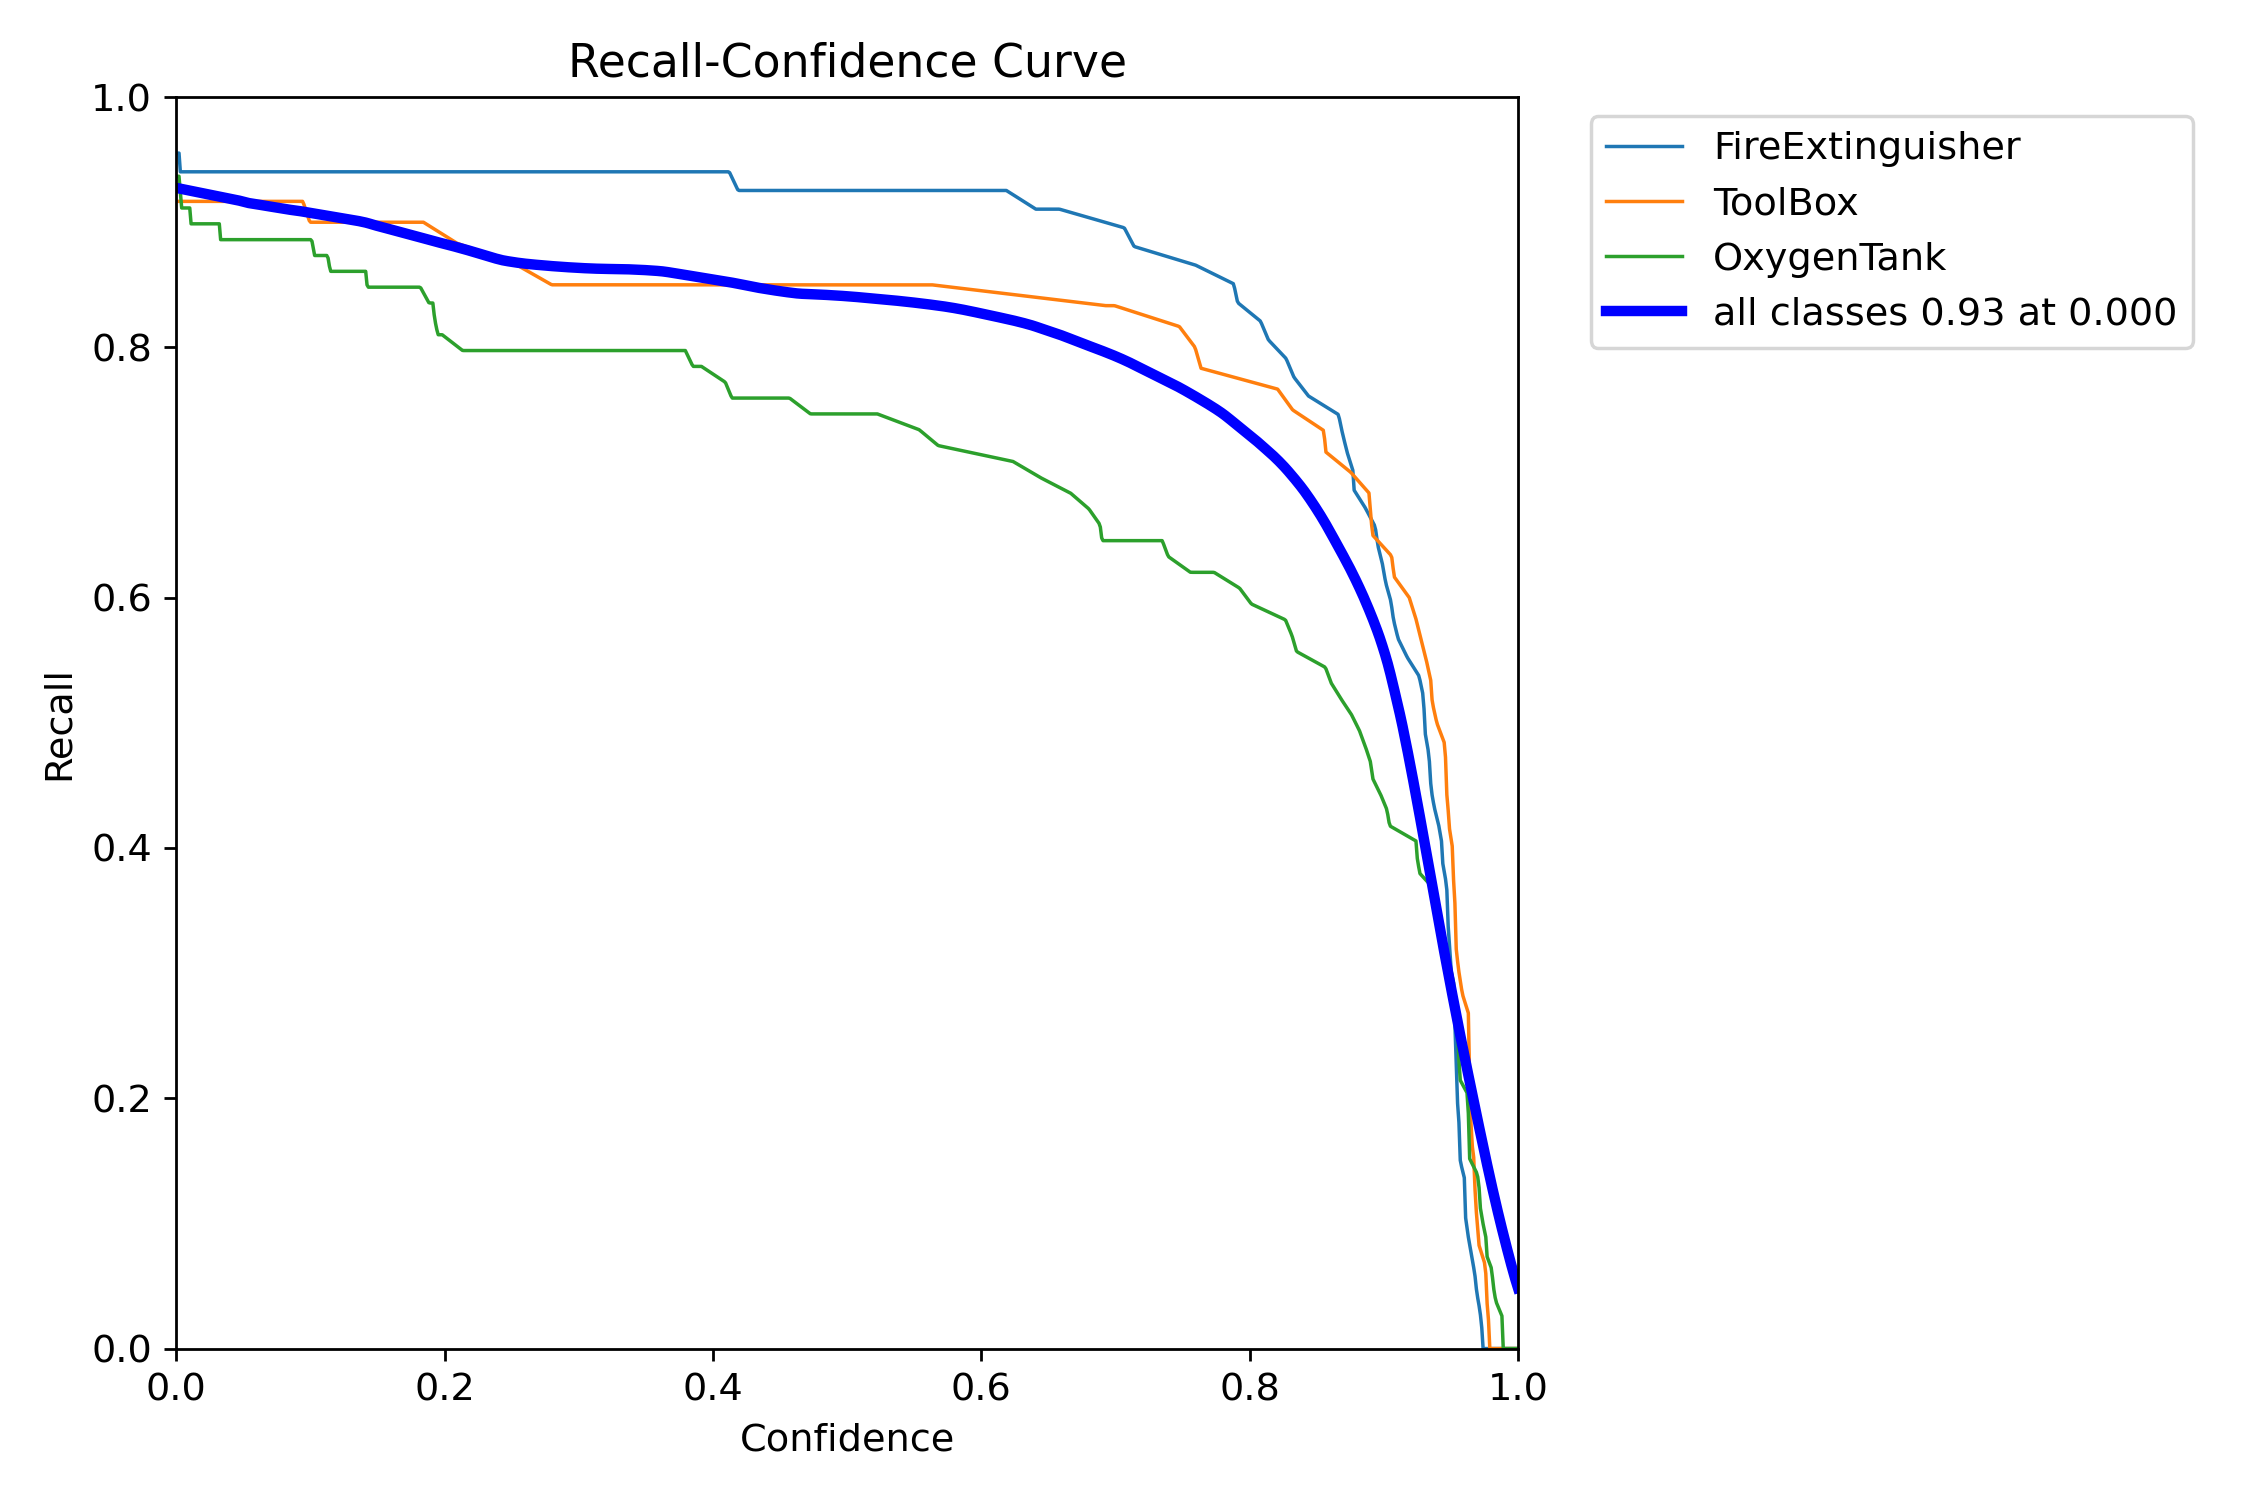 Recall-Confidence Curve
1.0
0.8
0.6
0.4
0.2
0.0
Recall
0.0 0.2 0.4 0.6 0.8 1.0
Confidence
FireExtinguisher
ToolBox
OxygenTank
all classes 0.93 at 0.000